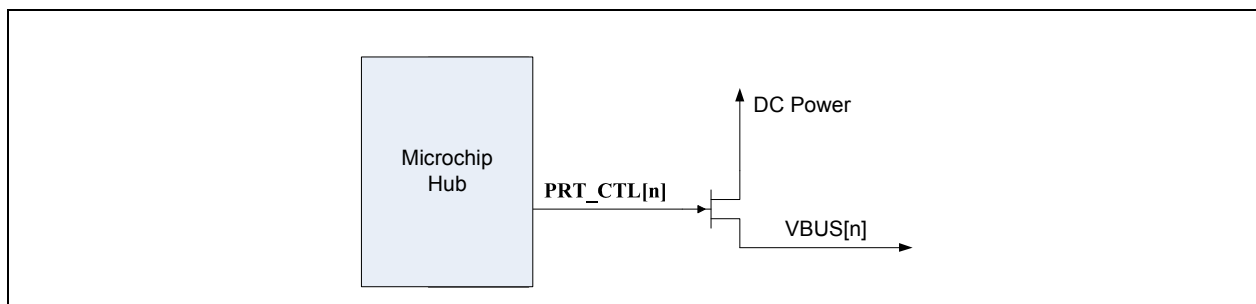 DC Power
Microchip
Hub
PRT_CTL[n]
VBUS[n]